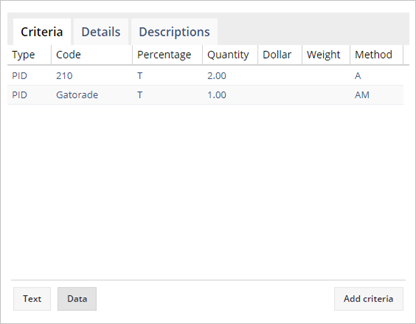 Criteria Details Descriptions
Type Code Percentage Quantity Dollar Weight Method
PID 210 T 2.00 A
PID Gatorade T 1.00 AM
Text Data Add criteria